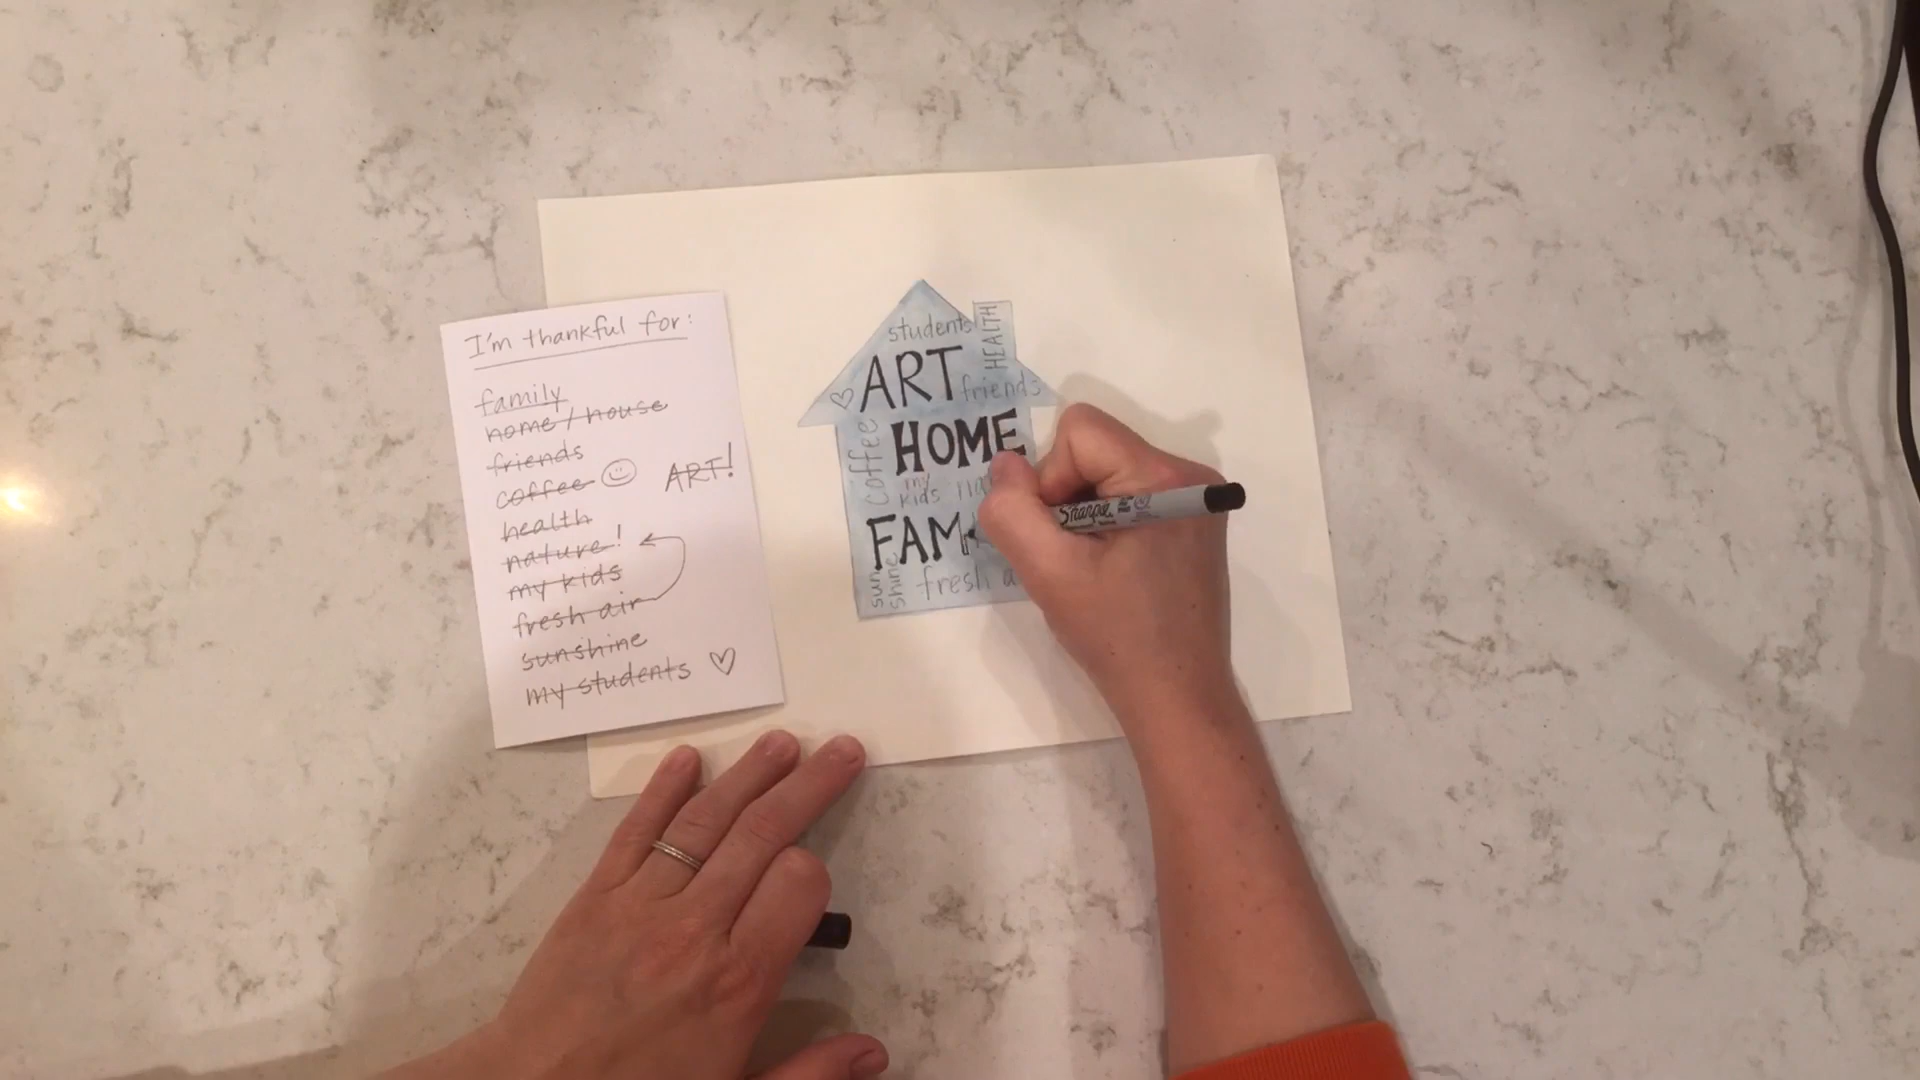 I'm thankful for:
family
home / house
friends
coffee
ART!
health
nature!
my kids
fresh air
sunshine
my students
students
HEALTH
ART
friends
HOME
coffee
my
kids
FAM
sun
shine
fresh
Sharpie